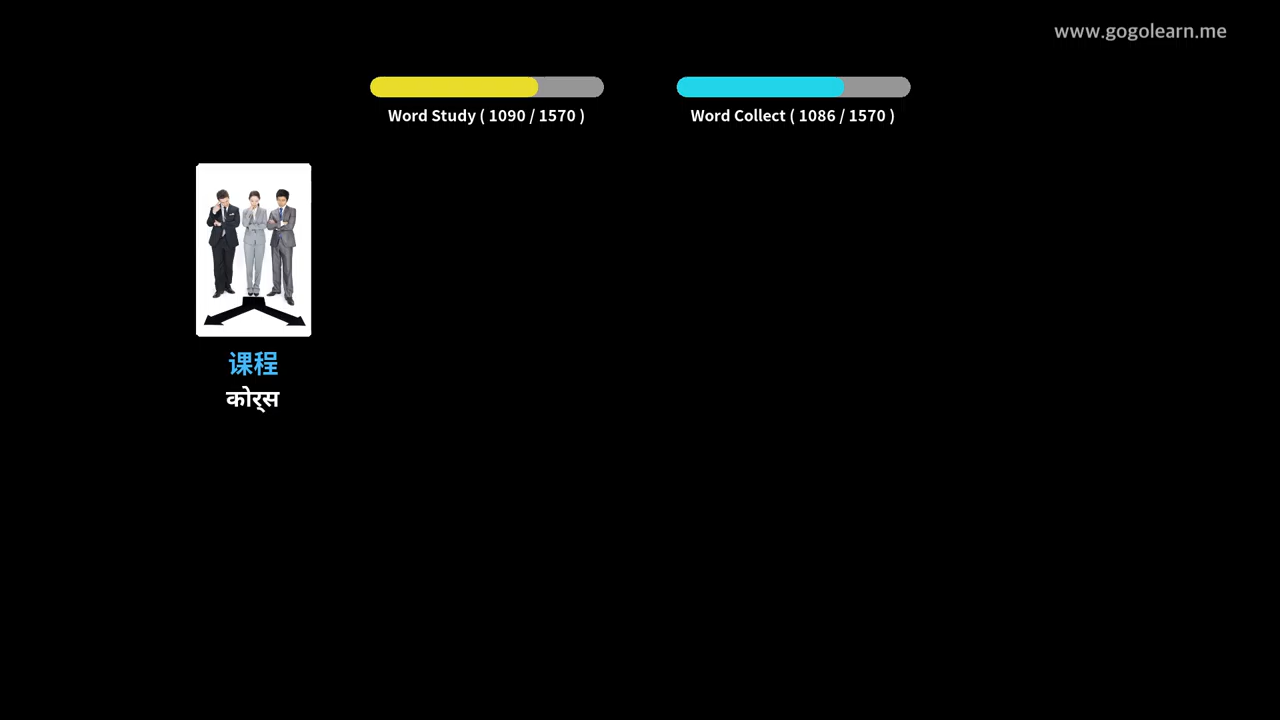 www.gogolearn.me
Word Study ( 1090 / 1570 )
Word Collect ( 1086 / 1570 )
课程
कोर्स